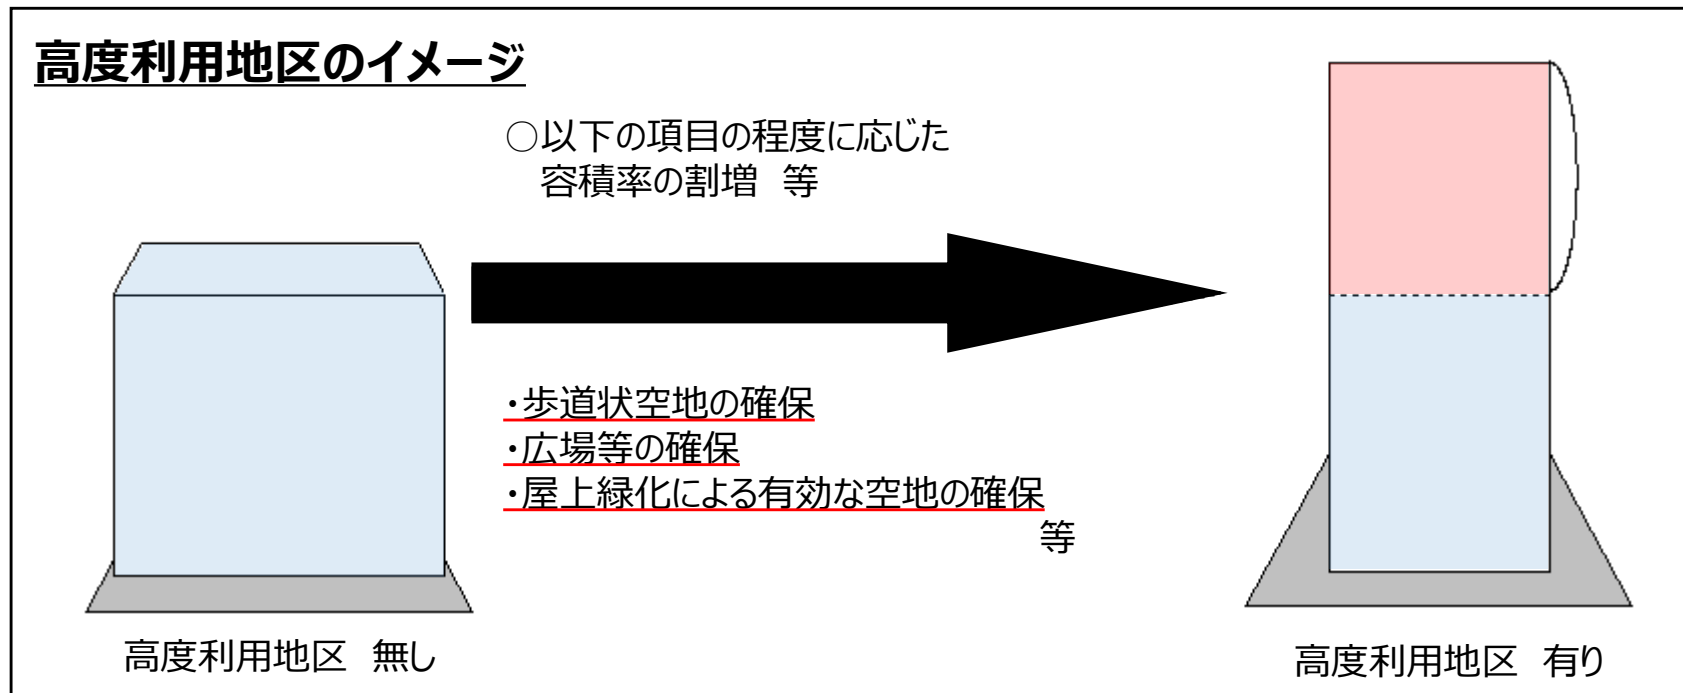 高度利用地区のイメージ
○以下の項目の程度に応じた
容積率の割増　等
・歩道状空地の確保
・広場等の確保
・屋上緑化による有効な空地の確保
等
高度利用地区　無し
高度利用地区　有り